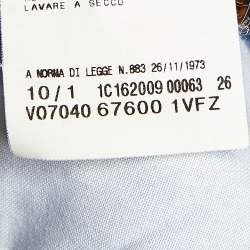 LAVARE A SECCO
A NORMA DI LEGGE N.883 26/11/1973
10/1 1C162009 00063 26
V07040 67600 1VFZ